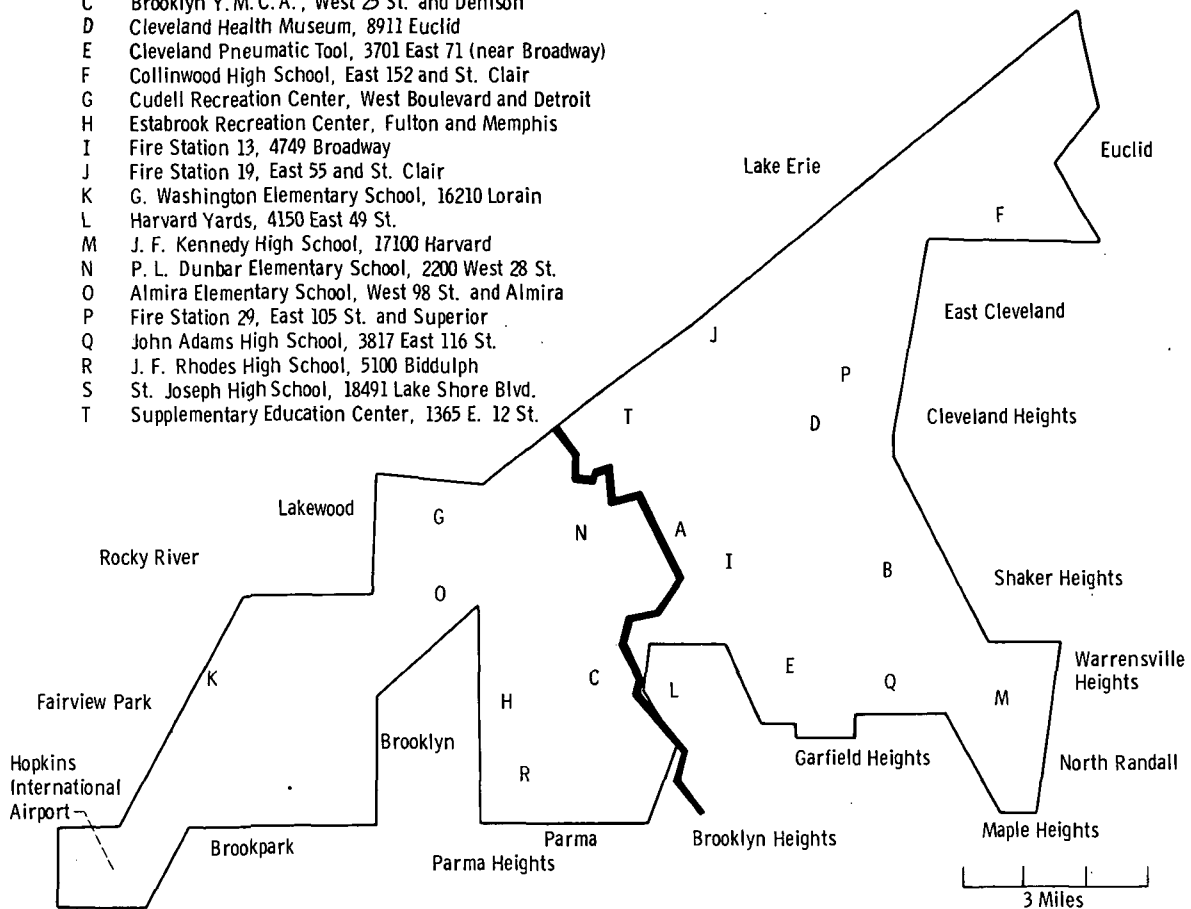 C Brooklyn Y.M.C.A., West 25 St. and Denison
D Cleveland Health Museum, 8911 Euclid
E Cleveland Pneumatic Tool, 3701 East 71 (near Broadway)
F Collinwood High School, East 152 and St. Clair
G Cudell Recreation Center, West Boulevard and Detroit
H Estabrook Recreation Center, Fulton and Memphis
I Fire Station 13, 4749 Broadway
J Fire Station 19, East 55 and St. Clair
K G. Washington Elementary School, 16210 Lorain
L Harvard Yards, 4150 East 49 St.
M J. F. Kennedy High School, 17100 Harvard
N P. L. Dunbar Elementary School, 2200 West 28 St.
O Almira Elementary School, West 98 St. and Almira
P Fire Station 29, East 105 St. and Superior
Q John Adams High School, 3817 East 116 St.
R J. F. Rhodes High School, 5100 Biddulph
S St. Joseph High School, 18491 Lake Shore Blvd.
T Supplementary Education Center, 1365 E. 12 St.
Lake Erie
Euclid
F
East Cleveland
J
P
T
D
Cleveland Heights
Lakewood
G
N
A
Rocky River
I
B
Shaker Heights
O
K
C
L
E
Q
M
Warrensville
Heights
Fairview Park
H
Brooklyn
R
Garfield Heights
North Randall
Hopkins
International
Airport
Brookpark
Parma
Parma Heights
Brooklyn Heights
Maple Heights
3 Miles